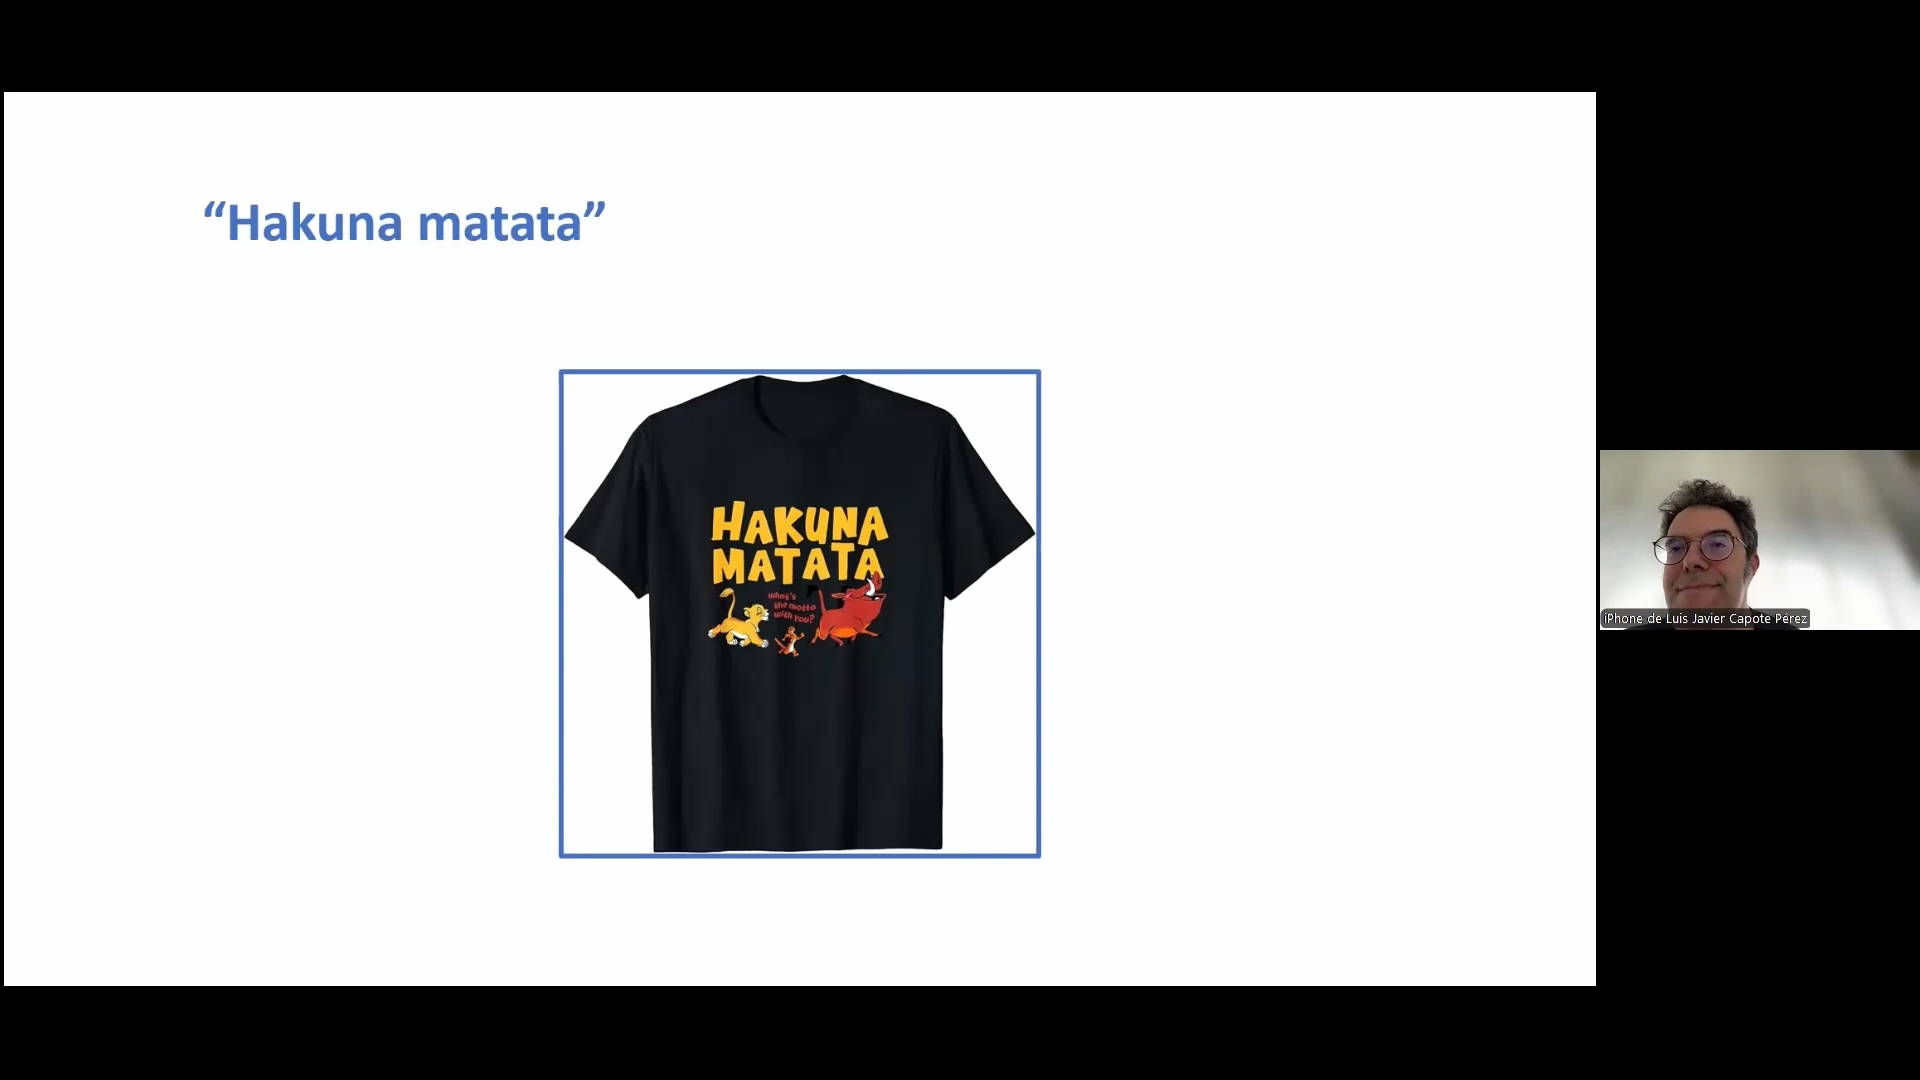 “Hakuna matata”
HAKUNA
MATATA
what's
the motto
with you?
iPhone de Luis Javier Capote Pérez